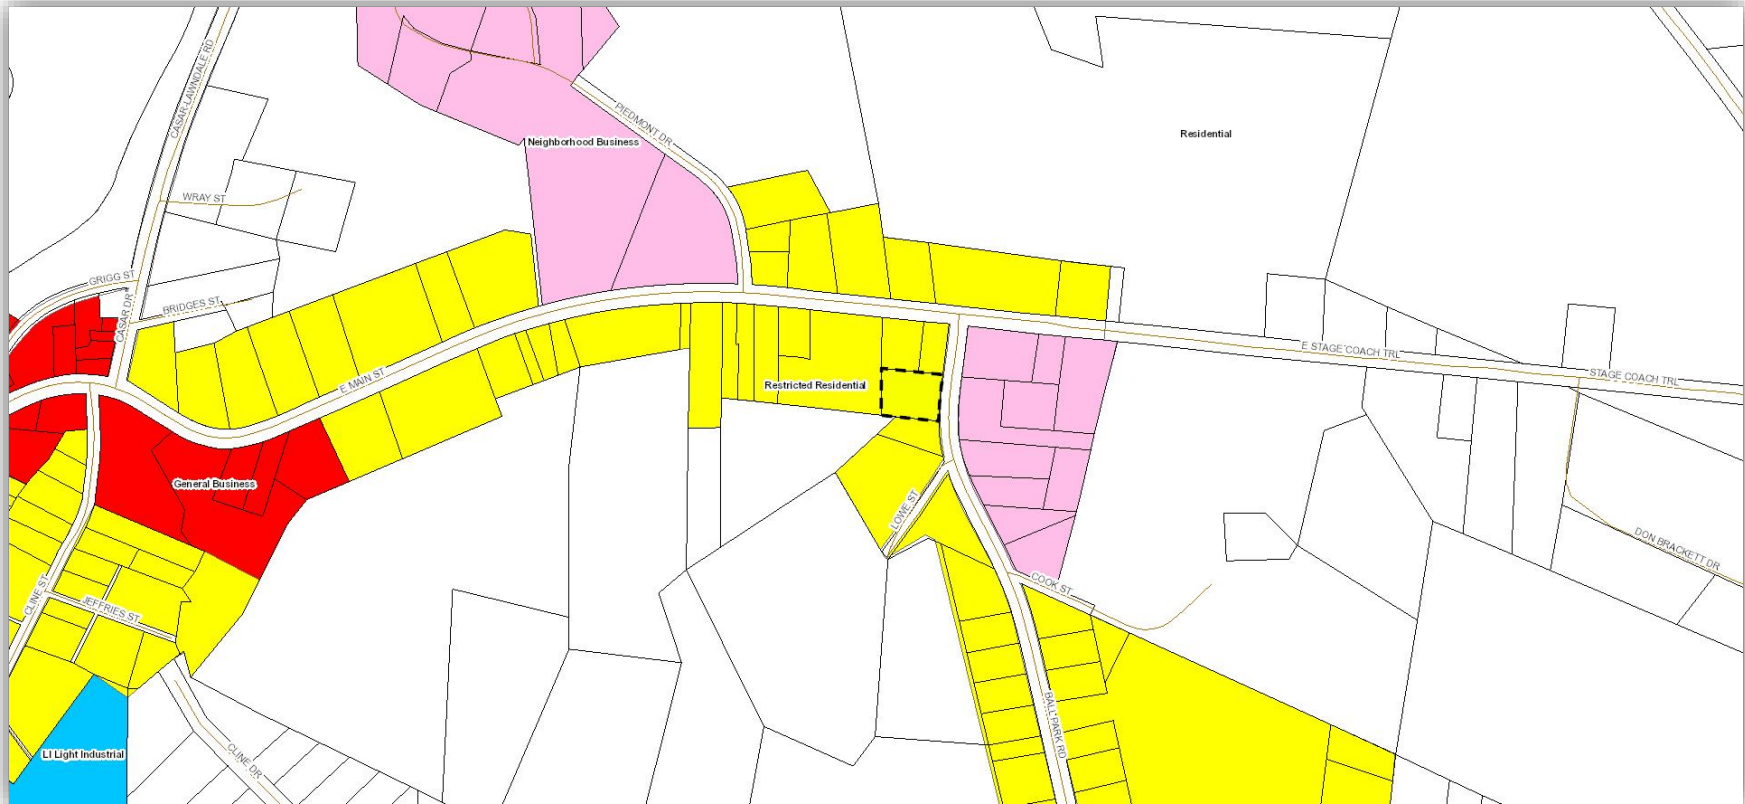 CASAR-LAWNDALE RD
PIEDMONT DR
Residential
Neighborhood Business
WRAY ST
GRIGG ST
BRIDGES ST
CASAR DR
E STAGE COACH TRL
STAGE COACH TRL
E MAIN ST
Restricted Residential
General Business
LOWE ST
DON BRACKETT DR
COOK ST
CLINE ST
JEFFRIES ST
BALL PARK RD
LI Light Industrial
CLINE DR